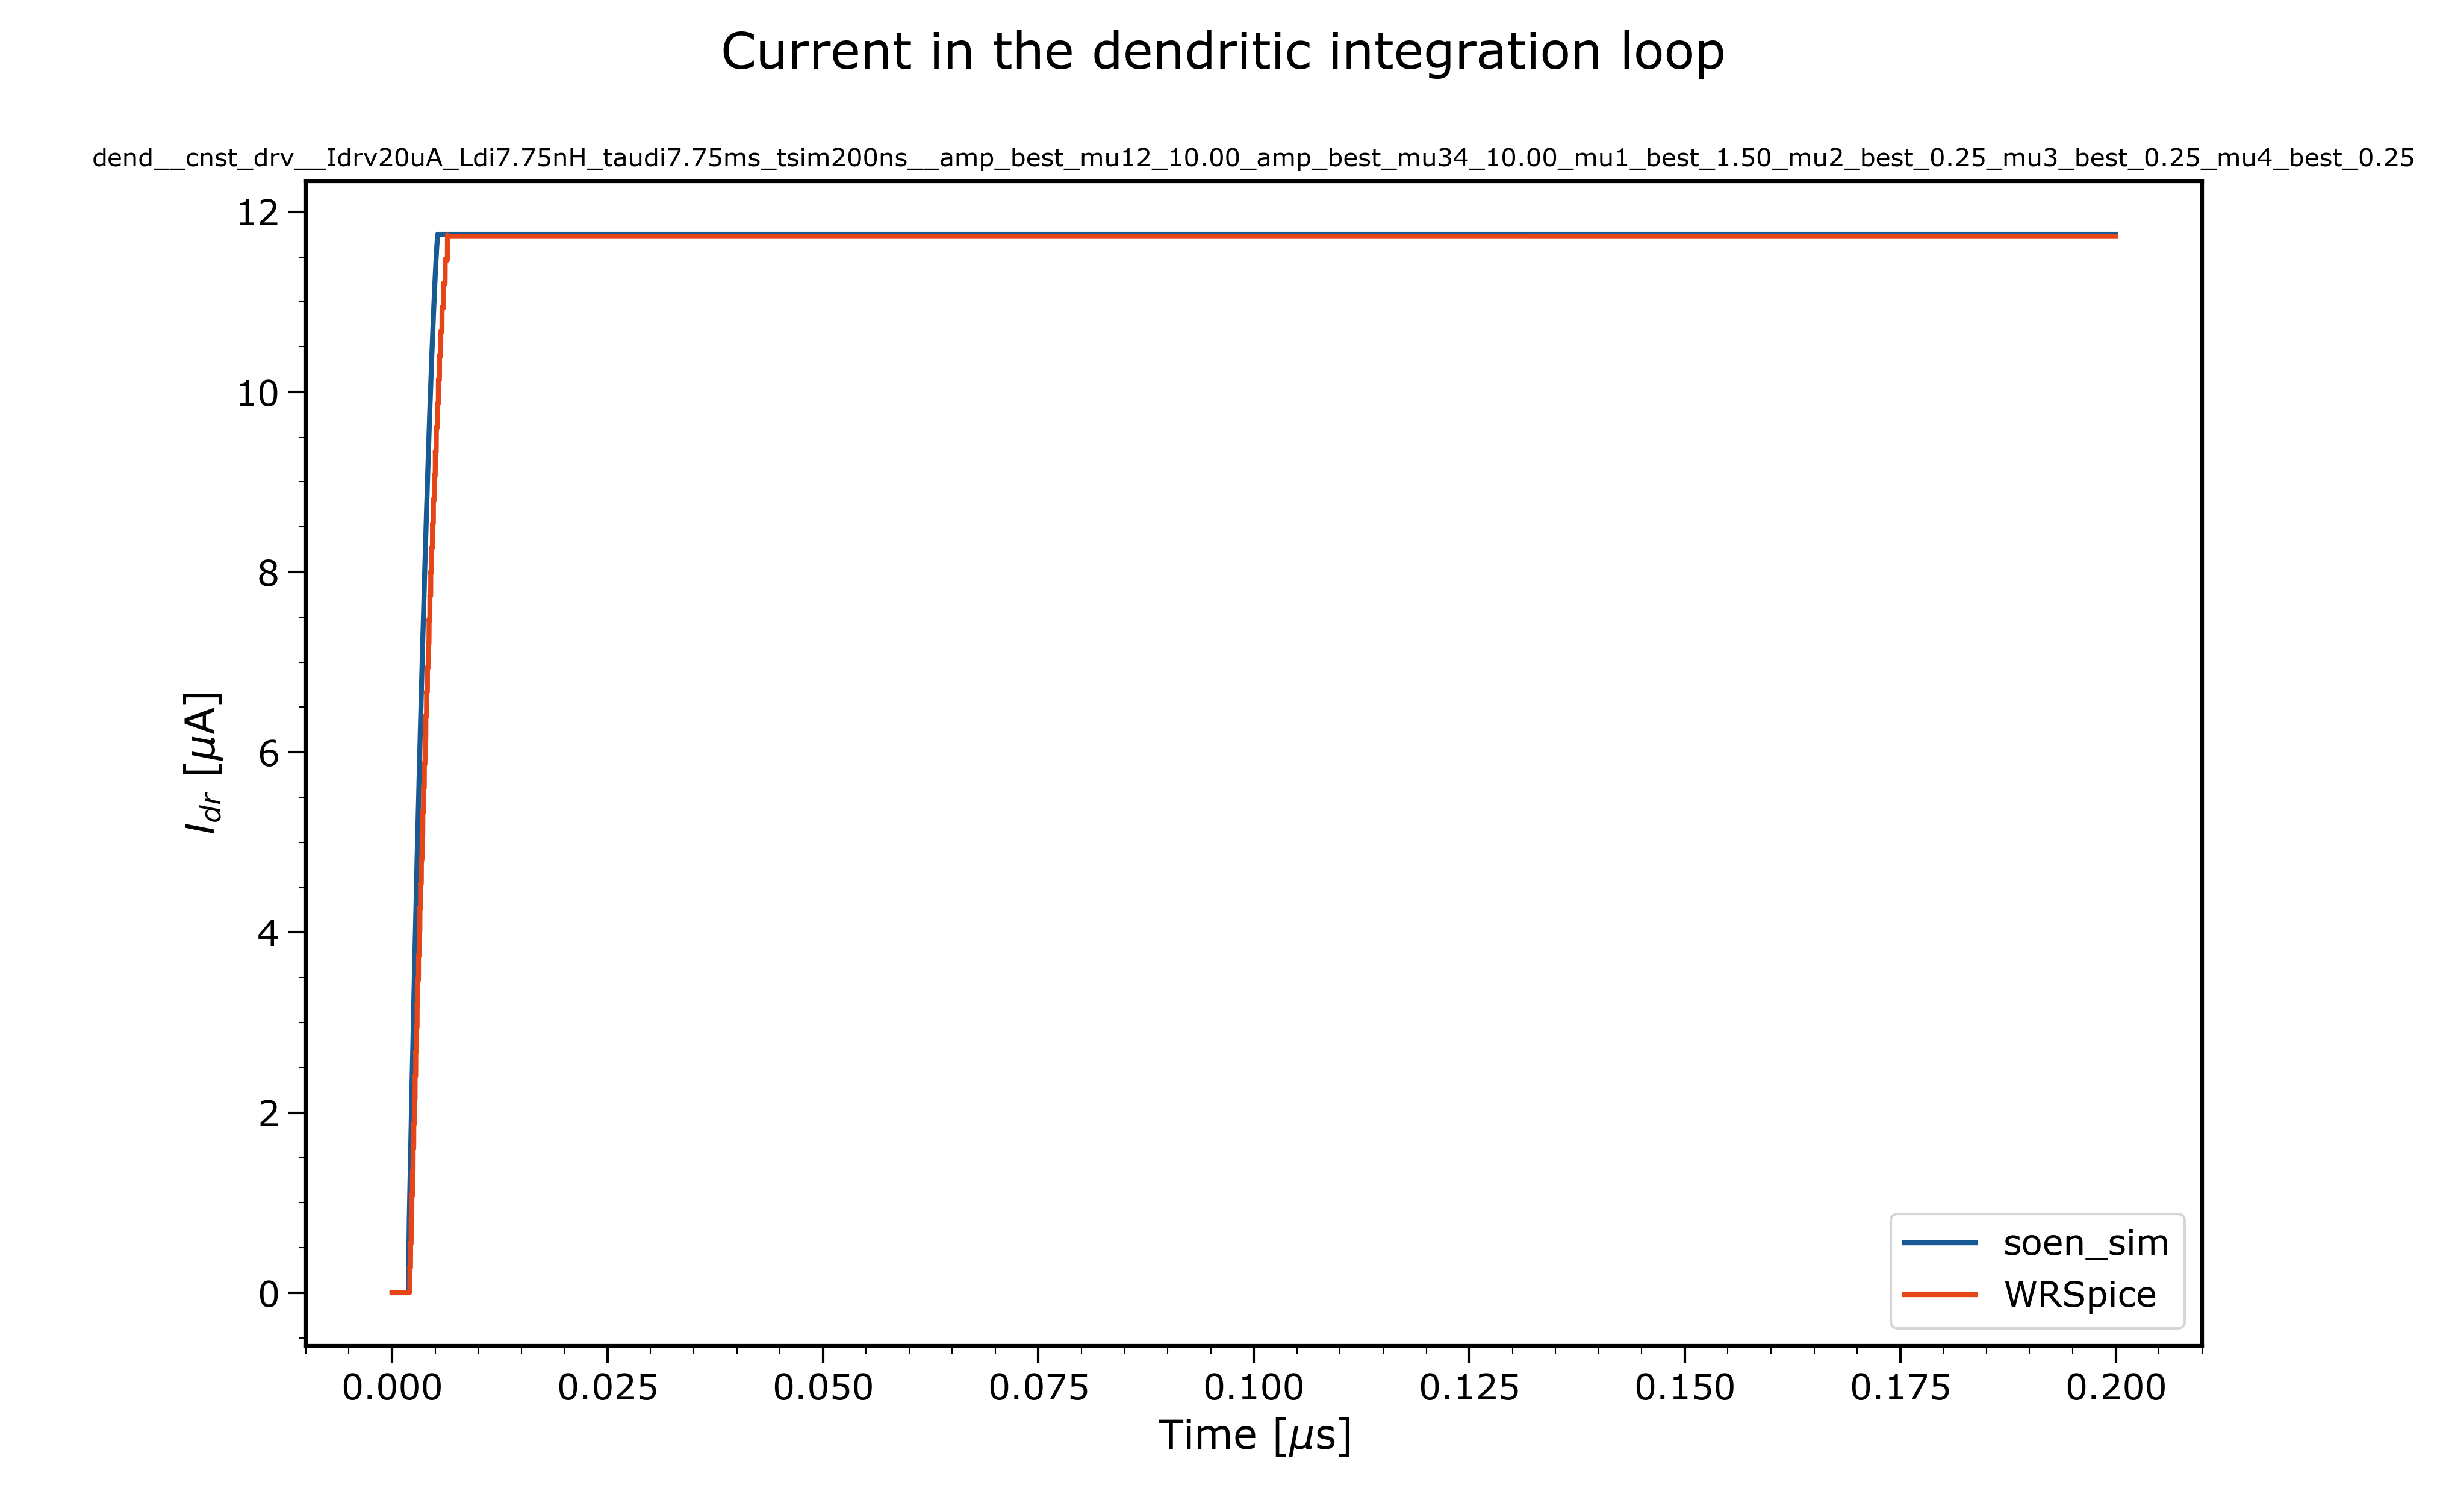 Current in the dendritic integration loop
dend__cnst_drv__Idrv20uA_Ldi7.75nH_taudi7.75ms_tsim200ns__amp_best_mu12_10.00_amp_best_mu34_10.00_mu1_best_1.50_mu2_best_0.25_mu3_best_0.25_mu4_best_0.25
12
10
8
6
4
2
0
I_dr [μA]
soen_sim
WRSpice
0.000 0.025 0.050 0.075 0.100 0.125 0.150 0.175 0.200
Time [μs]